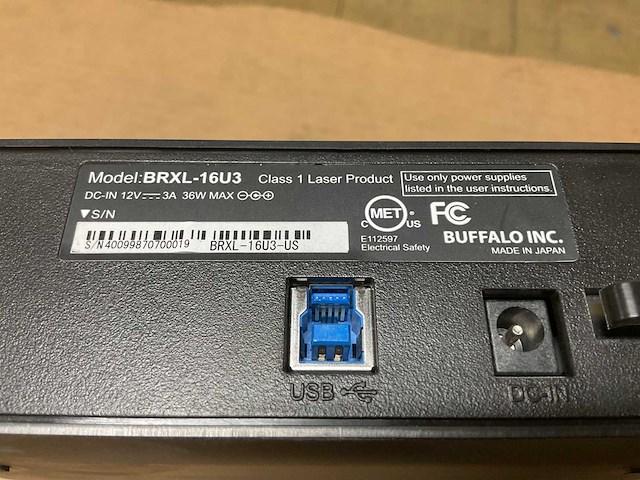 Model:BRXL-16U3 Class 1 Laser Product
Use only power supplies
listed in the user instructions.
DC-IN 12V⎓3A 36W MAX
▼S/N
S/N 40099870700019 BRXL-16U3-US
C MET US
E112597
Electrical Safety
FC
BUFFALO INC.
MADE IN JAPAN
USB
DC-IN